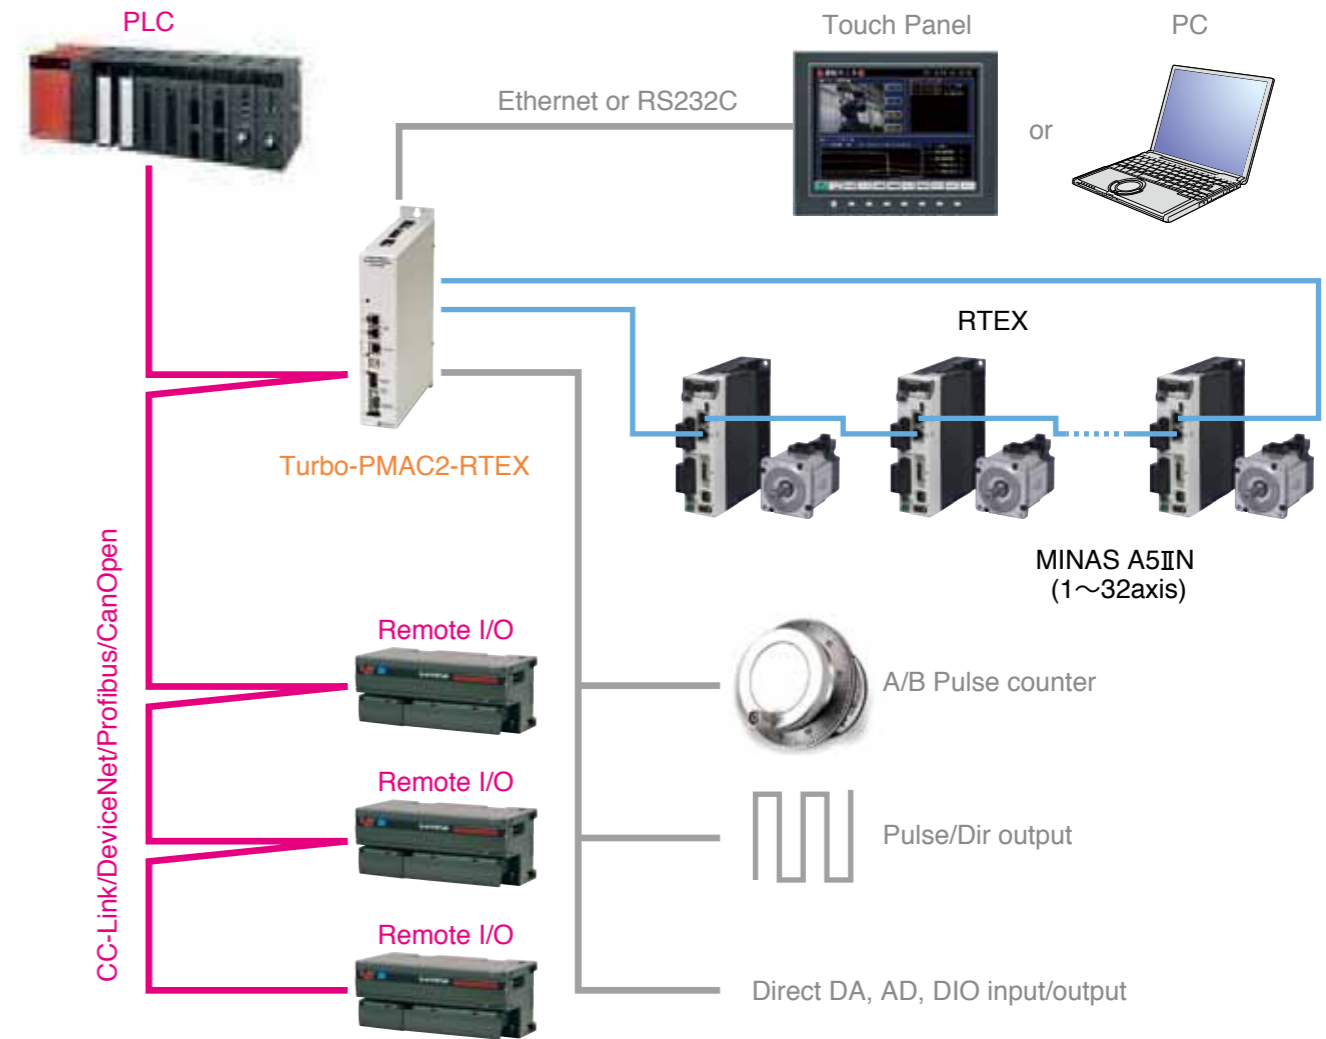 PLC
Touch Panel
PC
Ethernet or RS232C
or
RTEX
Turbo-PMAC2-RTEX
MINAS A5ⅡN
(1～32axis)
CC-Link/DeviceNet/Profibus/CanOpen
Remote I/O
A/B Pulse counter
Remote I/O
Pulse/Dir output
Remote I/O
Direct DA, AD, DIO input/output